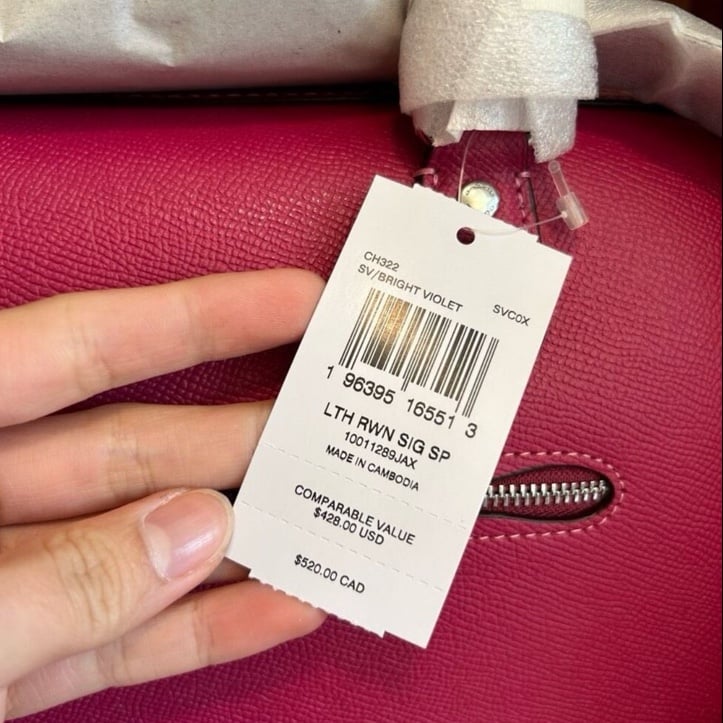 CH322
SV/BRIGHT VIOLET SVC0X
1 96395 16551 3
LTH RWN SIG SP
10011289JAX
MADE IN CAMBODIA
COMPARABLE VALUE
$428.00 USD
$520.00 CAD